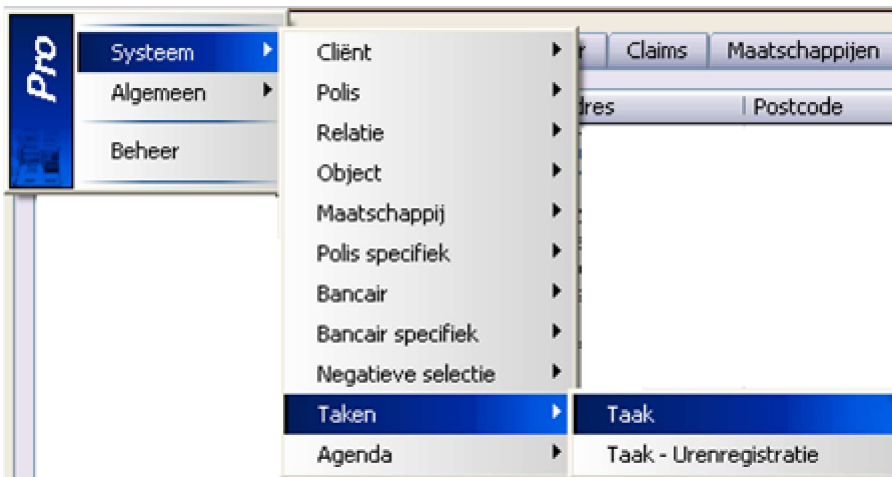 Pro
Systeem
Algemeen
Beheer
Cliënt
Polis
Relatie
Object
Maatschappij
Polis specifiek
Bancair
Bancair specifiek
Negatieve selectie
Taken
Agenda
Taak
Taak - Urenregistratie
Claims
Maatschappijen
Postcode